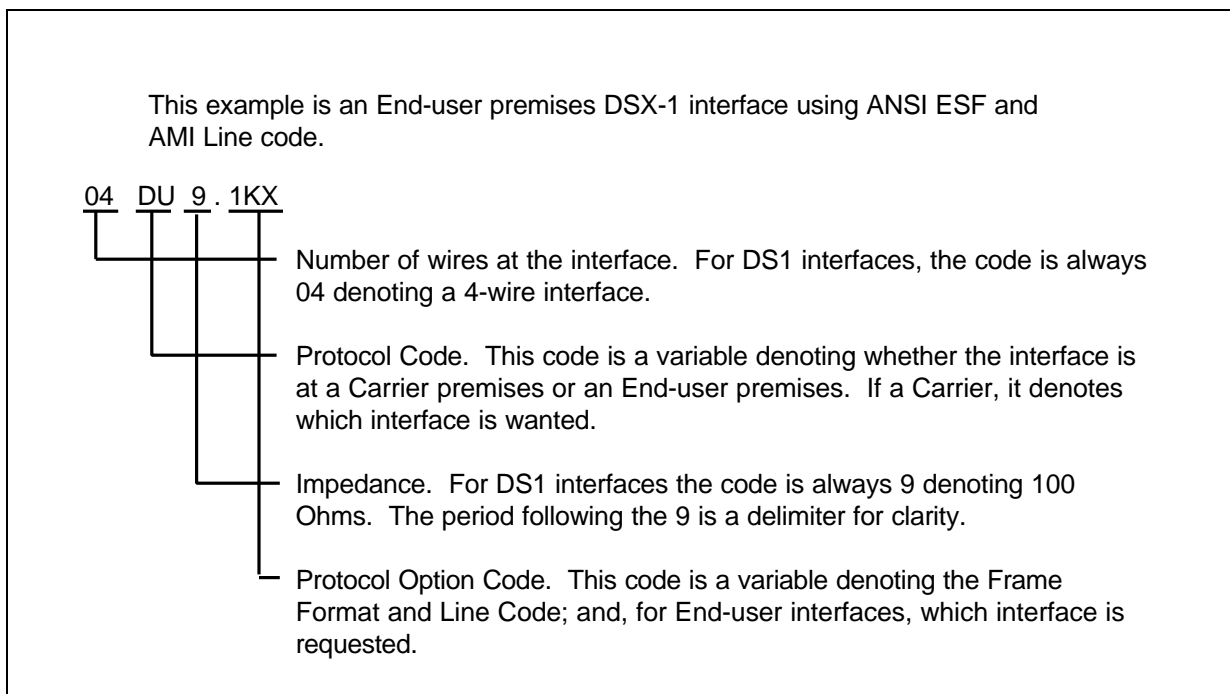 This example is an End-user premises DSX-1 interface using ANSI ESF and
AMI Line code.
04 DU 9 . 1KX
Number of wires at the interface. For DS1 interfaces, the code is always
04 denoting a 4-wire interface.
Protocol Code. This code is a variable denoting whether the interface is
at a Carrier premises or an End-user premises. If a Carrier, it denotes
which interface is wanted.
Impedance. For DS1 interfaces the code is always 9 denoting 100
Ohms. The period following the 9 is a delimiter for clarity.
Protocol Option Code. This code is a variable denoting the Frame
Format and Line Code; and, for End-user interfaces, which interface is
requested.